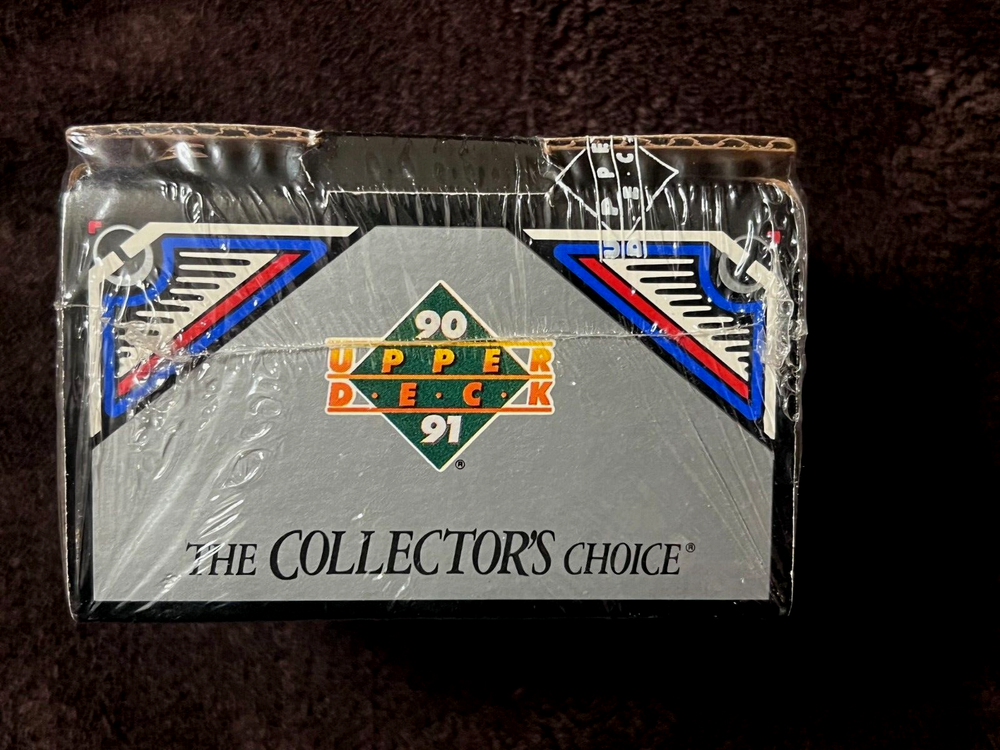 90
UPPER
D·E·C·K
91
®
THE COLLECTOR'S CHOICE®